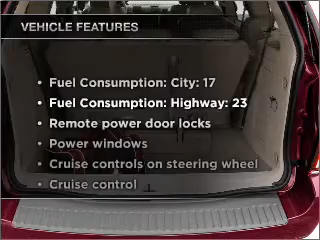 VEHICLE FEATURES
• Fuel Consumption: City: 17
• Fuel Consumption: Highway: 23
• Remote power door locks
• Power windows
• Cruise controls on steering wheel
• Cruise control